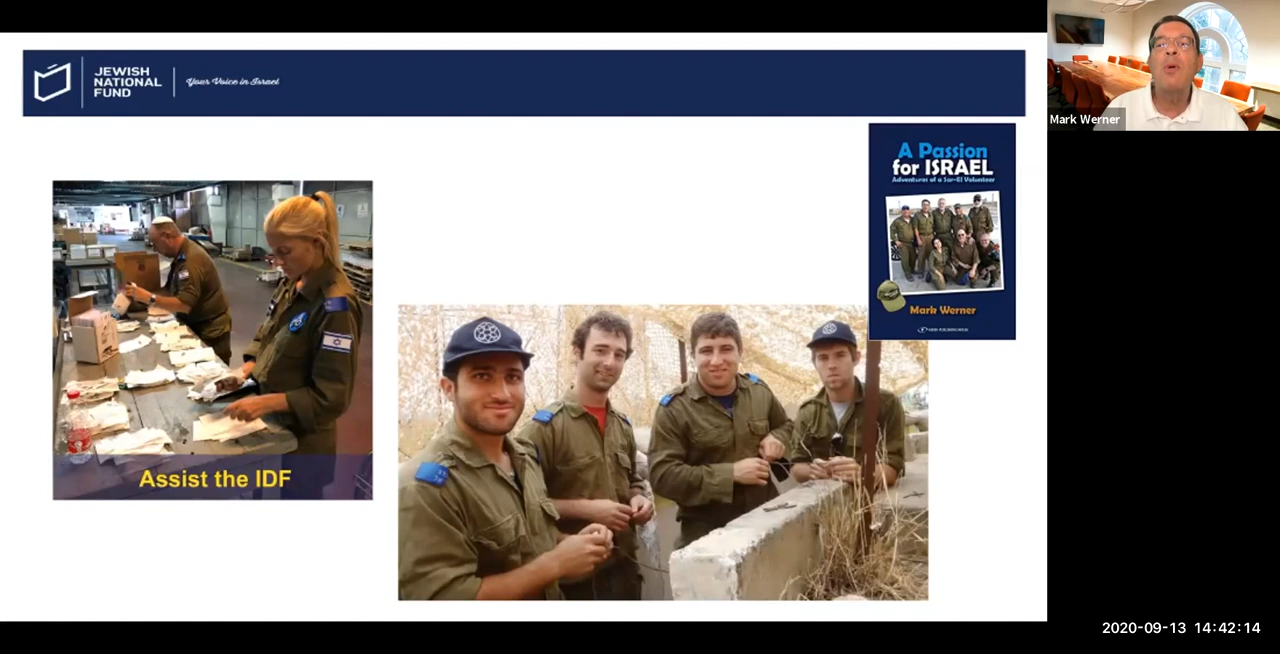 JEWISH
NATIONAL
FUND
Your Voice in Israel
Mark Werner
A Passion
for ISRAEL
Adventures of a Sar-El Volunteer
Mark Werner
Assist the IDF
2020-09-13 14:42:14